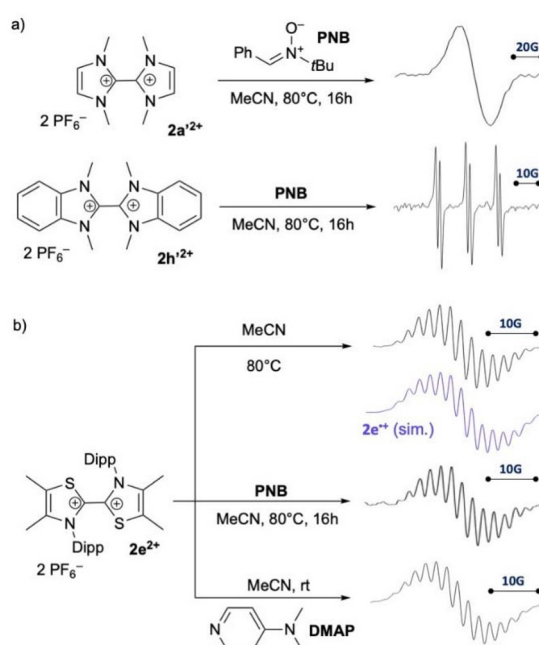 a)
O⁻
PNB
Ph
N⁺
tBu
N
N
⊕
⊕
N
N
2 PF₆⁻
2a'²⁺
MeCN, 80°C, 16h
20G
N
N
⊕
⊕
N
N
2 PF₆⁻
2h'²⁺
PNB
MeCN, 80°C, 16h
10G
b)
MeCN
80°C
10G
2e•⁺ (sim.)
Dipp
S
N
⊕
⊕
N
S
Dipp
2e²⁺
2 PF₆⁻
PNB
MeCN, 80°C, 16h
10G
MeCN, rt
N
N
DMAP
10G